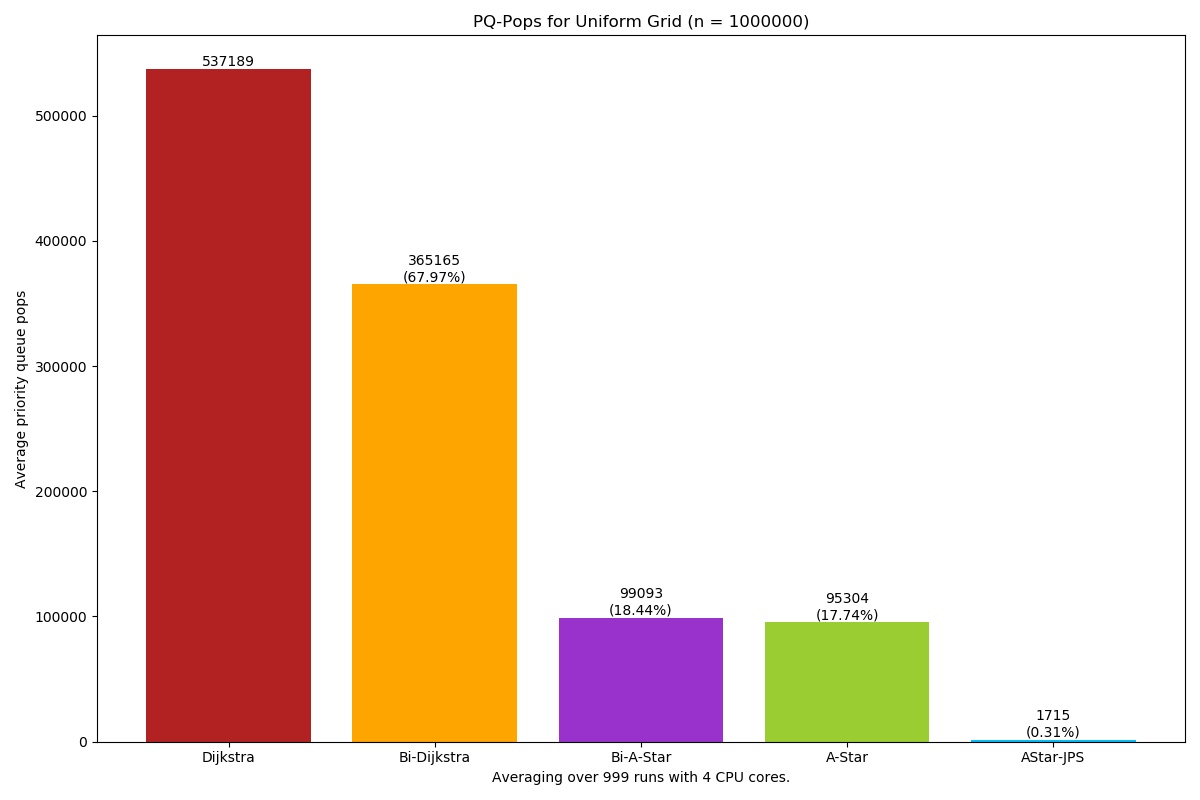 PQ-Pops for Uniform Grid (n = 1000000)
Average priority queue pops
500000
400000
300000
200000
100000
0
537189
365165
(67.97%)
99093
(18.44%)
95304
(17.74%)
1715
(0.31%)
Dijkstra
Bi-Dijkstra
Bi-A-Star
A-Star
AStar-JPS
Averaging over 999 runs with 4 CPU cores.